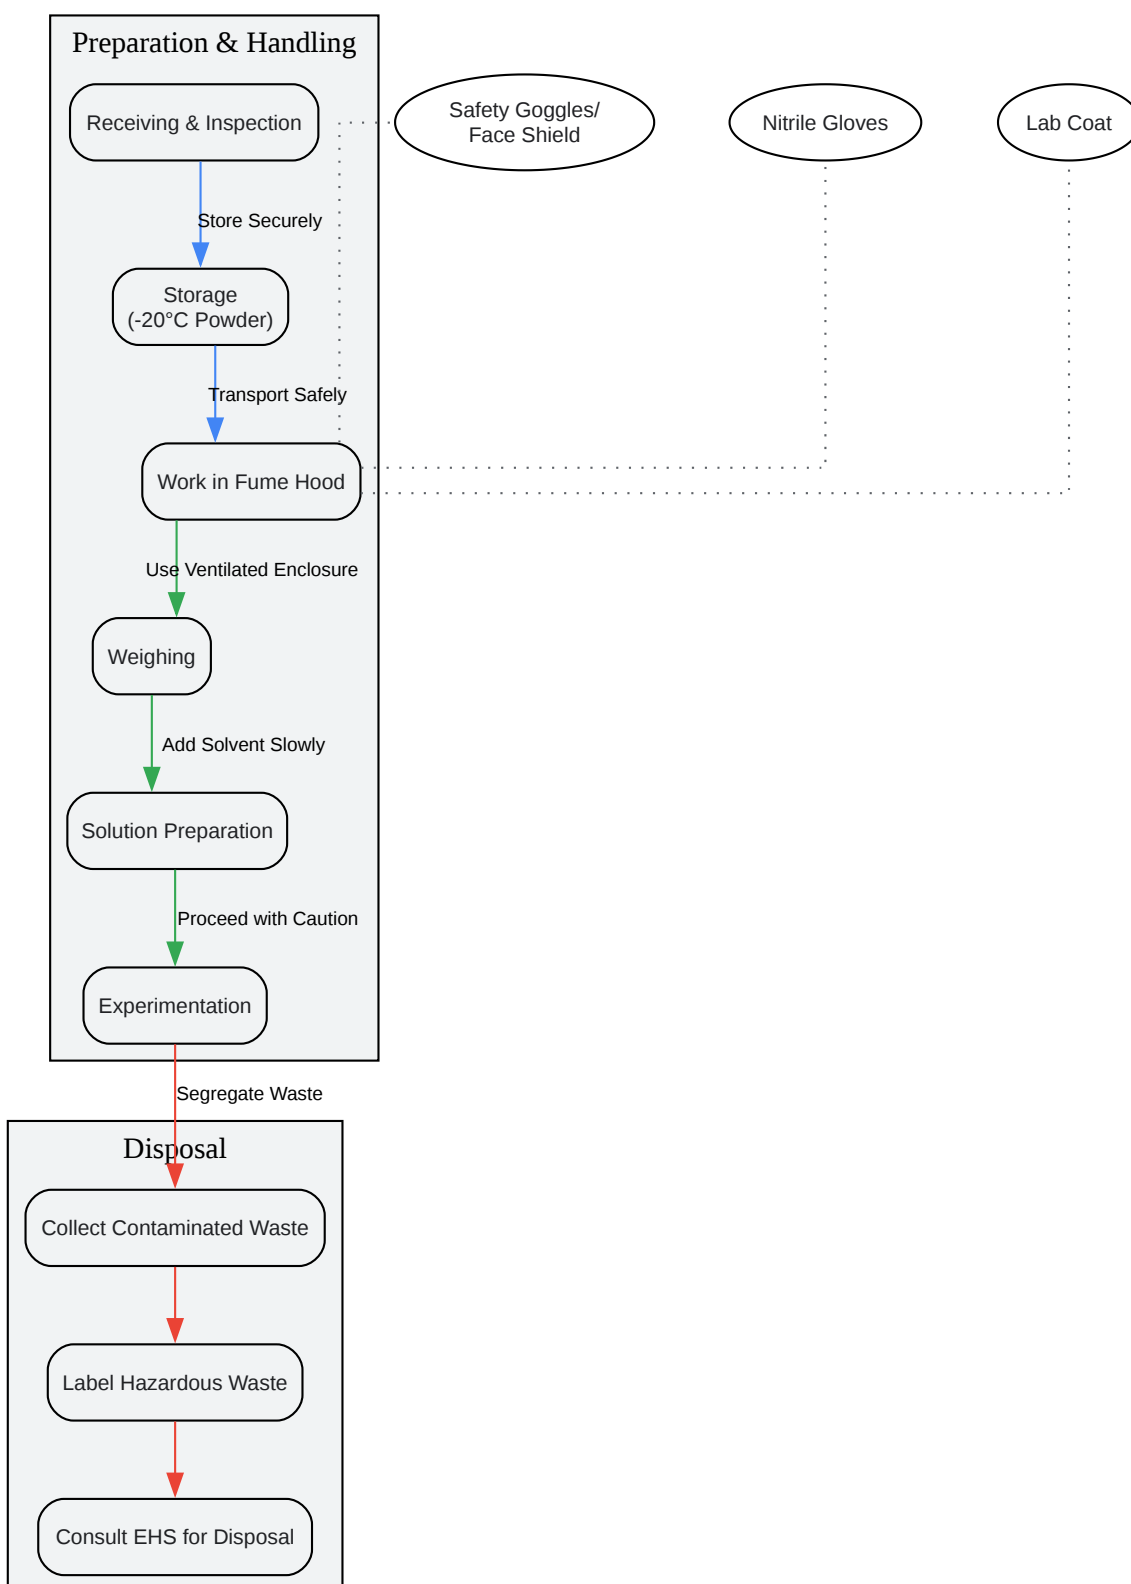 Preparation & Handling
Receiving & Inspection
Safety Goggles/
Face Shield
Nitrile Gloves
Lab Coat
Store Securely
Storage
(-20°C Powder)
Transport Safely
Work in Fume Hood
Use Ventilated Enclosure
Weighing
Add Solvent Slowly
Solution Preparation
Proceed with Caution
Experimentation
Segregate Waste
Disposal
Collect Contaminated Waste
Label Hazardous Waste
Consult EHS for Disposal